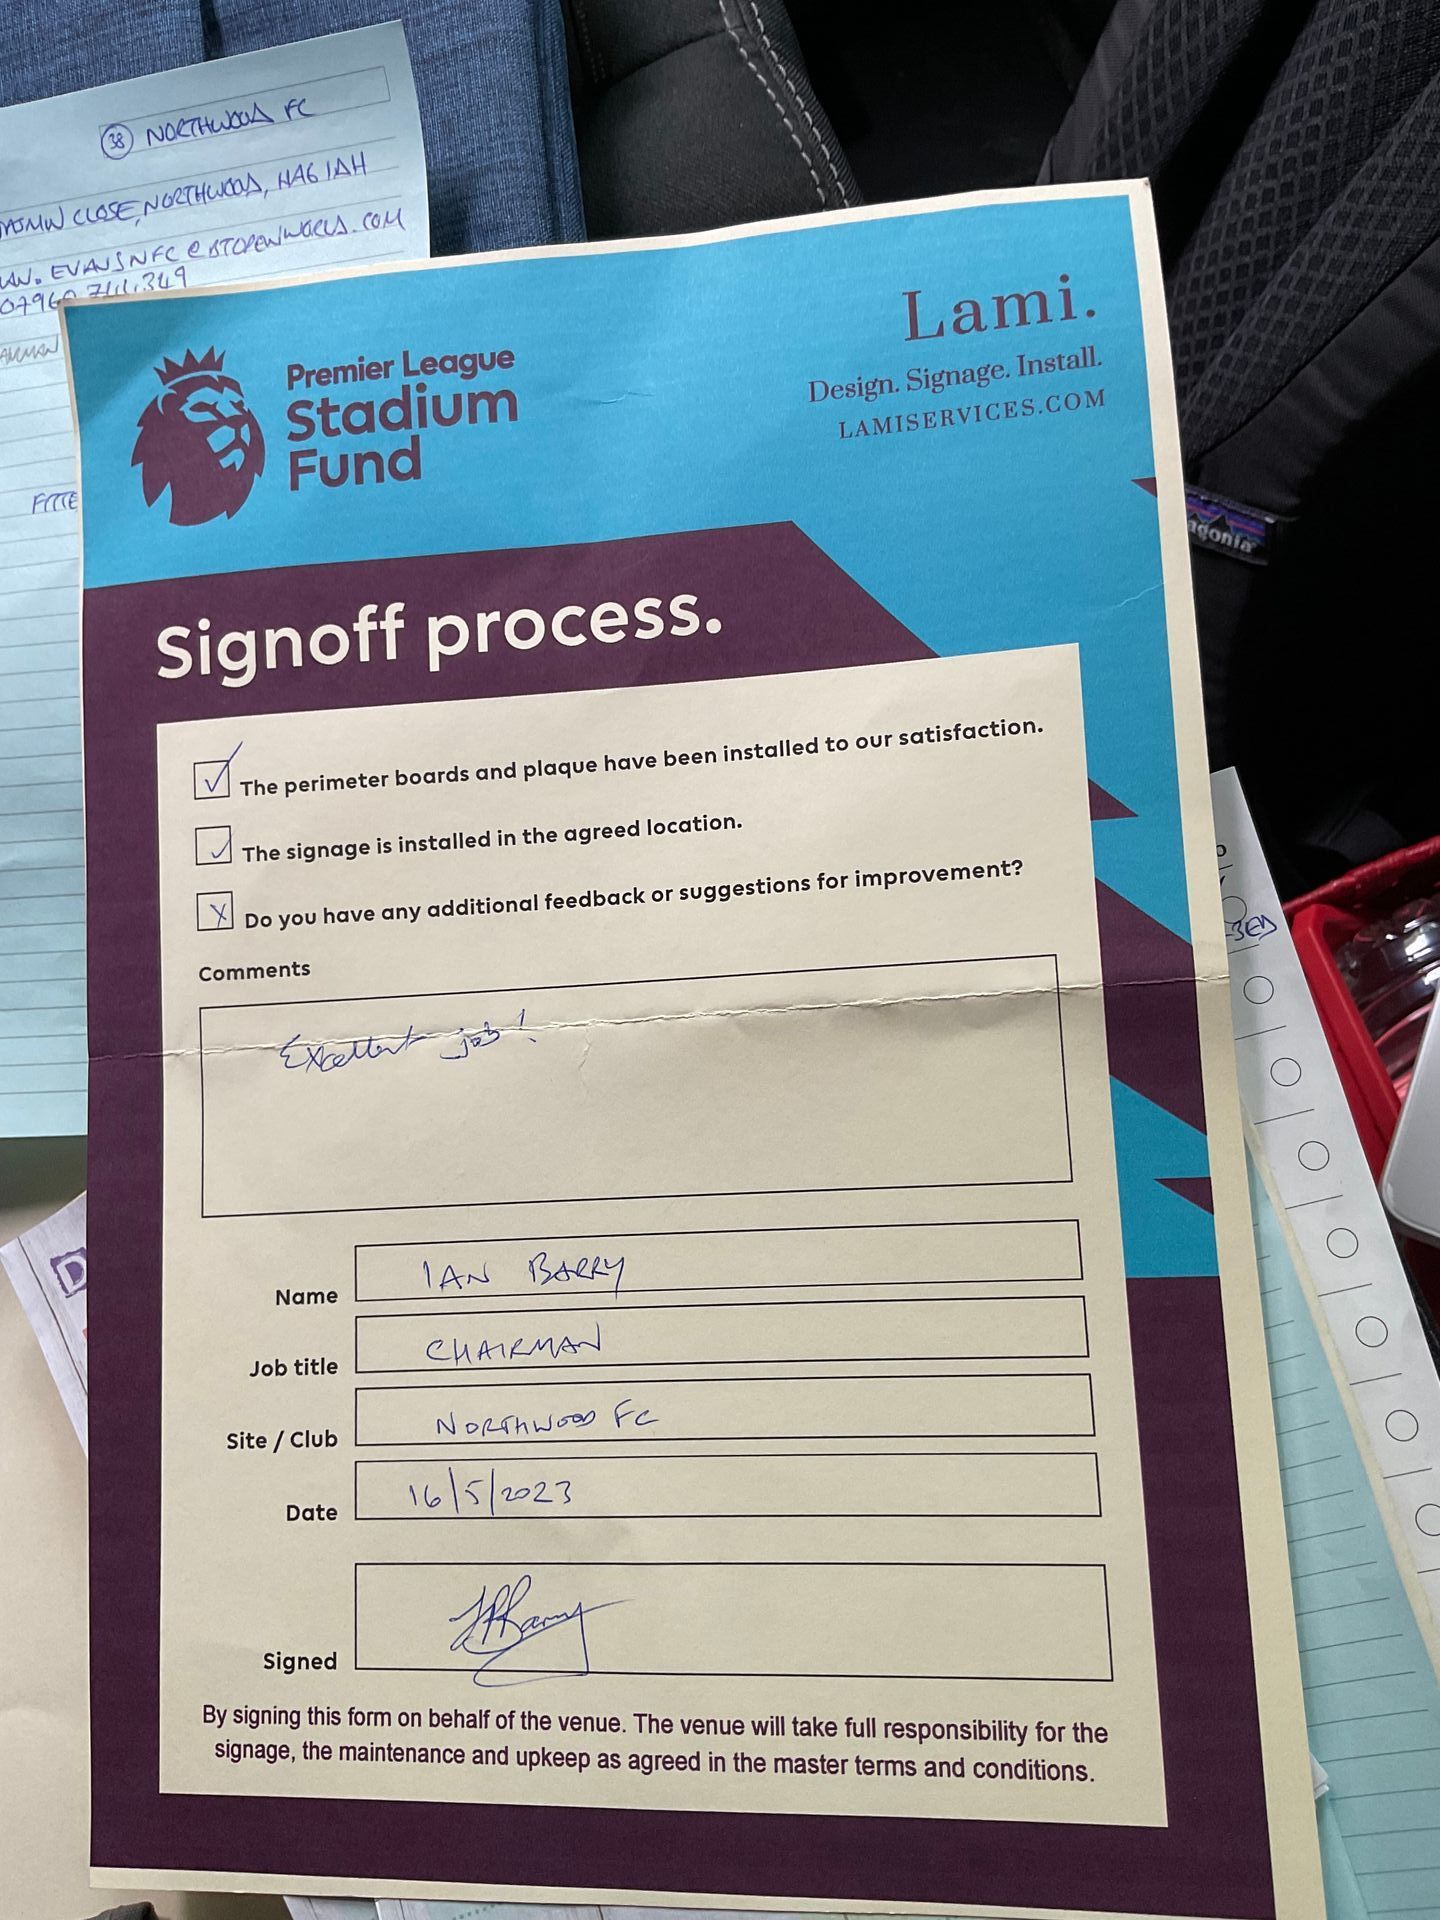 38 NORTHWOOD FC
CLOSE, NORTHWOOD, HA6 1AH
EVANSNFC@BTOPENWORLD.COM
Premier League
Stadium
Fund
Lami.
Design. Signage. Install.
LAMISERVICES.COM
agonia
Signoff process.
✓ The perimeter boards and plaque have been installed to our satisfaction.
✓ The signage is installed in the agreed location.
X Do you have any additional feedback or suggestions for improvement?
Comments
Excellent job!
Name IAN BARRY
Job title CHAIRMAN
Site / Club NORTHWOOD FC
Date 16/5/2023
Signed
By signing this form on behalf of the venue. The venue will take full responsibility for the
signage, the maintenance and upkeep as agreed in the master terms and conditions.